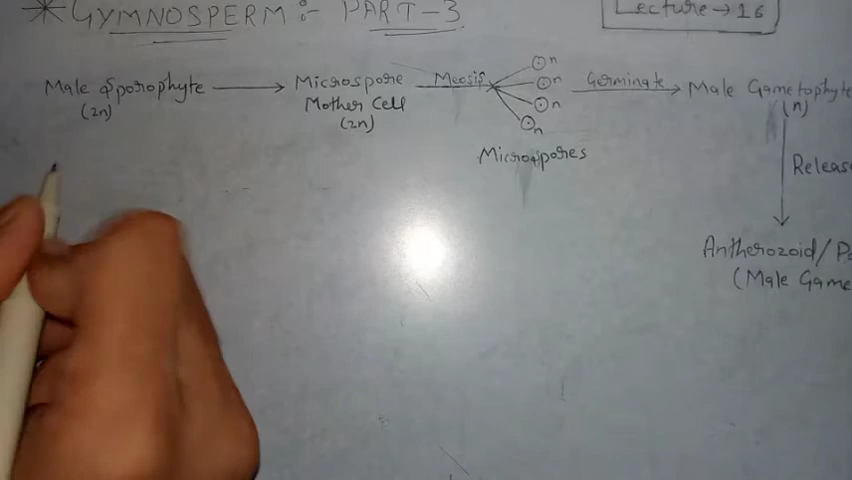 * GYMNOSPERM :- PART-3
Lecture → 16
Male Sporophyte
(2n)
Microspore
Mother Cell
(2n)
Meosis
n
n
n
n
Microspores
Germinate
Male Gametophyte
(n)
Antherozoid/
(Male